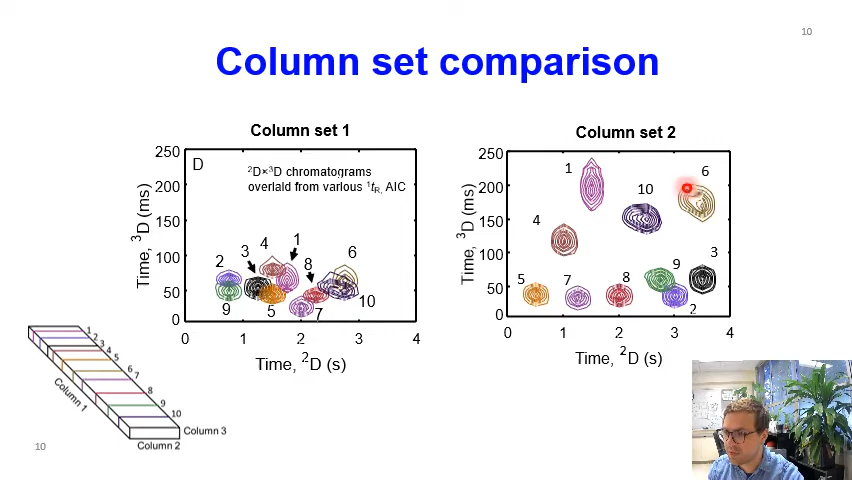 10
Column set comparison
Column set 1
Column set 2
250
200
150
100
50
0
Time, ³D (ms)
D
²D×³D chromatograms
overlaid from various ¹tR, AIC
1
2
3
4
8
6
9
5
7
10
0 1 2 3 4
Time, ²D (s)
250
200
150
100
50
0
Time, ³D (ms)
1
6
10
4
3
9
5
7
8
2
0 1 2 3 4
Time, ²D (s)
1
2
3
4
5
6
7
8
9
10
Column 1
Column 2
Column 3
10